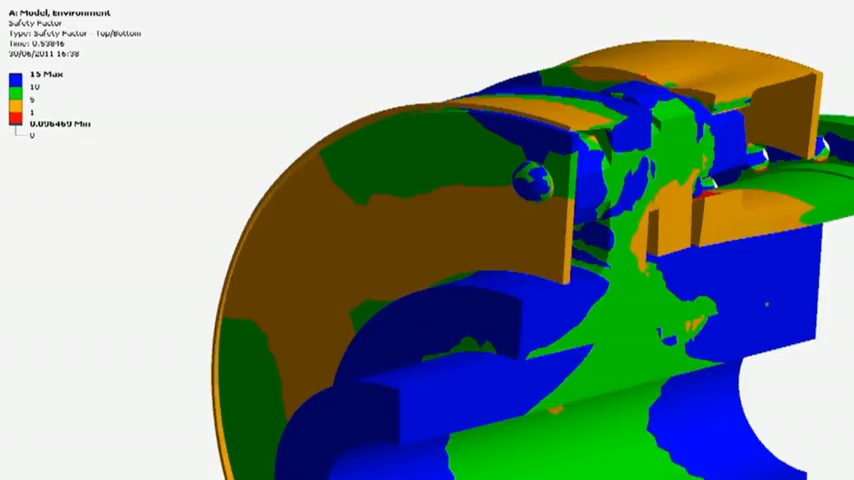 A: Model, Environment
Safety Factor
Type: Safety Factor - Top/Bottom
Time: 0.53846
30/06/2011 16:38
15 Max
10
5
1
0.096469 Min
0